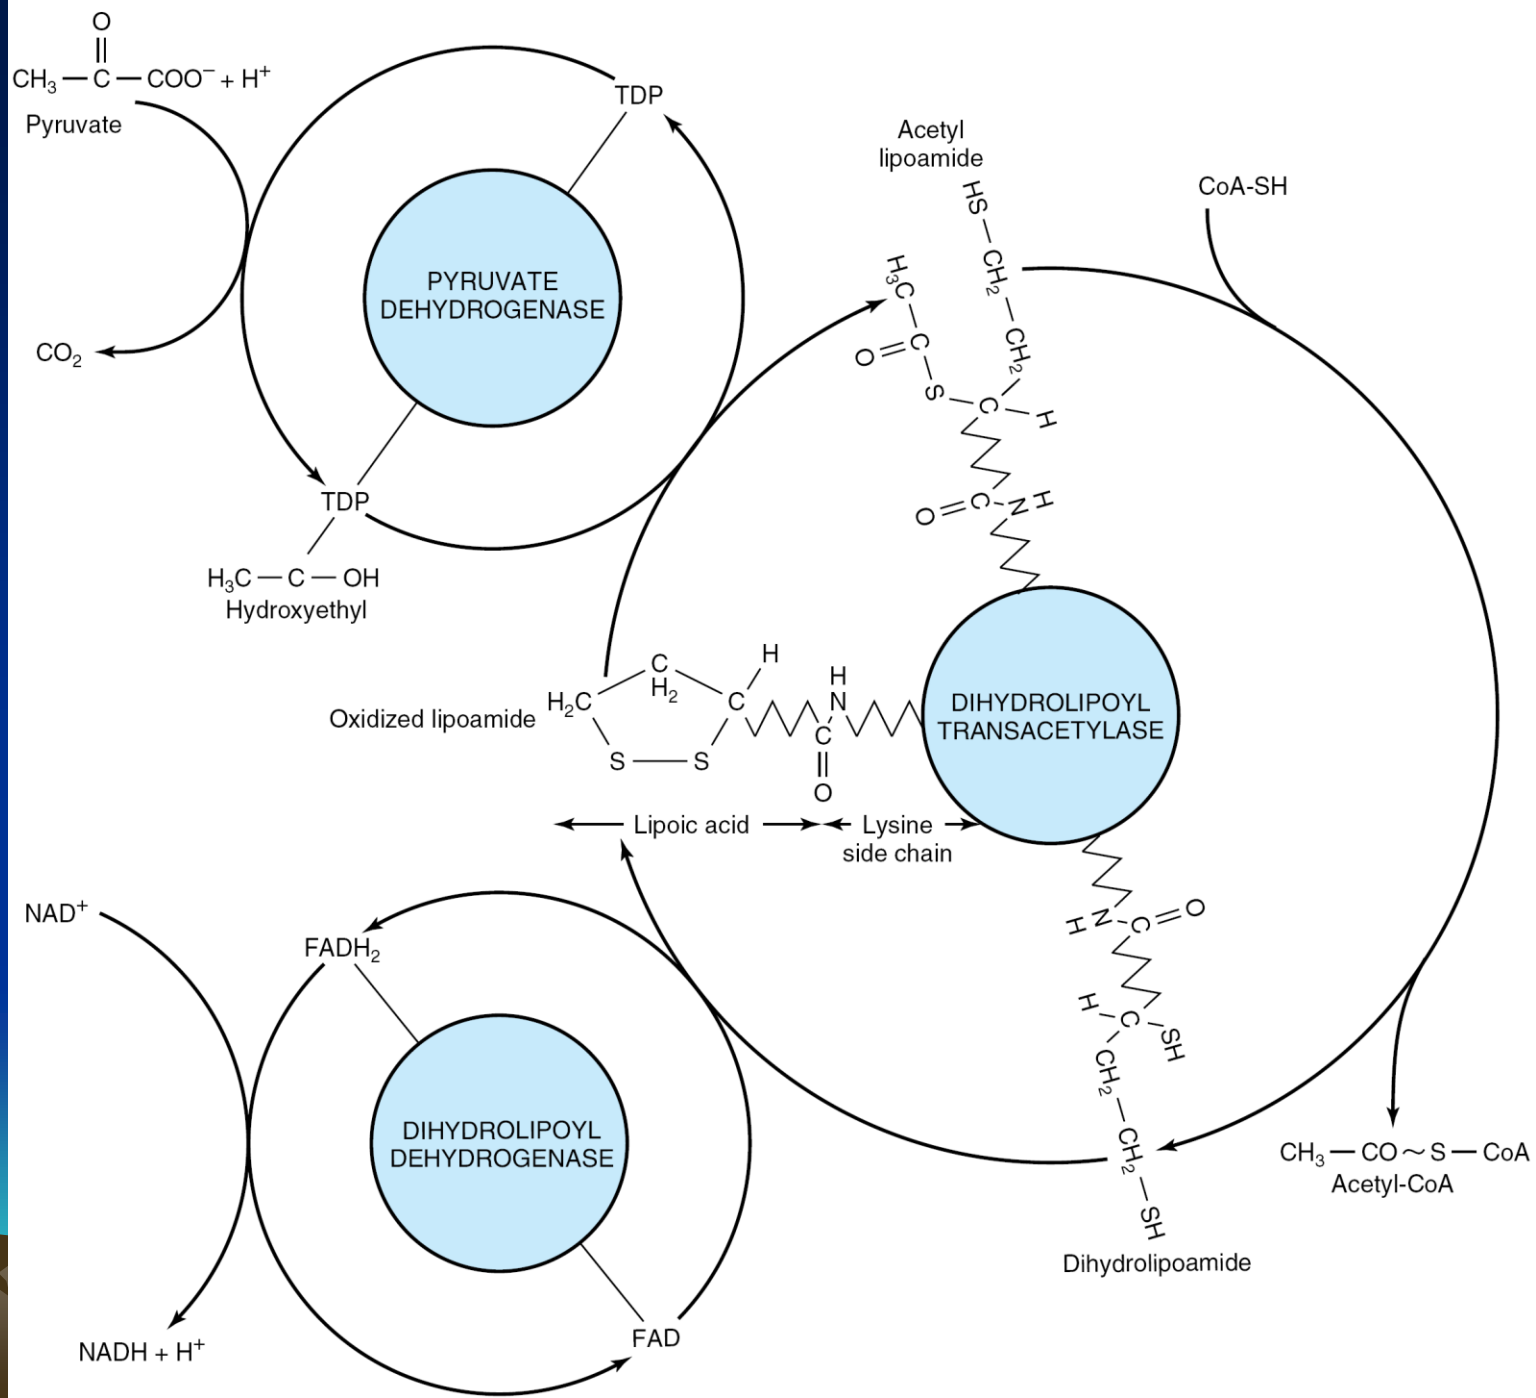 O
CH₃ — C — COO⁻ + H⁺
Pyruvate
TDP
PYRUVATE
DEHYDROGENASE
CO₂
TDP
H₃C — C — OH
Hydroxyethyl
Acetyl
lipoamide
HS — CH₂ — CH₂
H₃C — C
O
S — C — H
O
C N H
CoA-SH
Oxidized lipoamide
H₂C
C
H₂
C
H
S — S
H
N
C
O
Lipoic acid
Lysine
side chain
DIHYDROLIPOYL
TRANSACETYLASE
H N C O
H C SH
CH₂ — CH₂ — SH
Dihydrolipoamide
CH₃ — CO ~ S — CoA
Acetyl-CoA
NAD⁺
FADH₂
DIHYDROLIPOYL
DEHYDROGENASE
FAD
NADH + H⁺